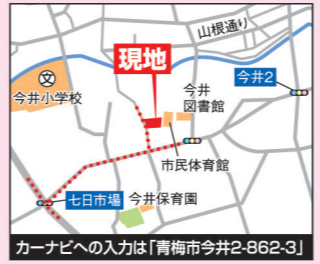 山根通り
現地
文
今井2
今井小学校
今井
図書館
市民体育館
七日市場
今井保育園
カーナビへの入力は「青梅市今井2-862-3」